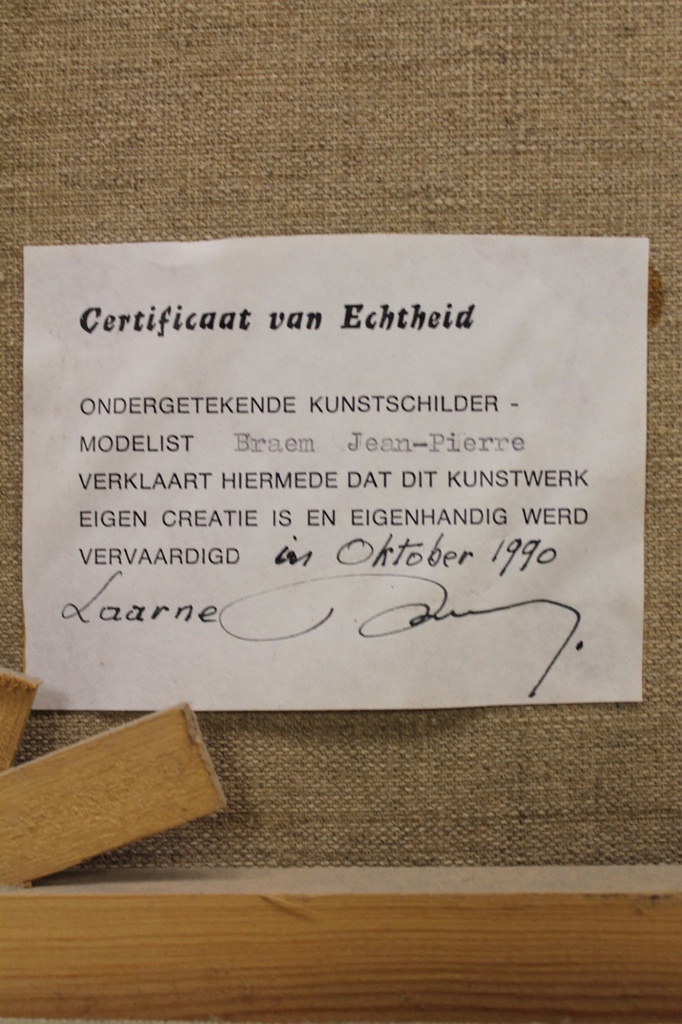 Certificaat van Echtheid
ONDERGETEKENDE KUNSTSCHILDER -
MODELIST Braem Jean-Pierre
VERKLAART HIERMEDE DAT DIT KUNSTWERK
EIGEN CREATIE IS EN EIGENHANDIG WERD
VERVAARDIGD in Oktober 1990
Laarne